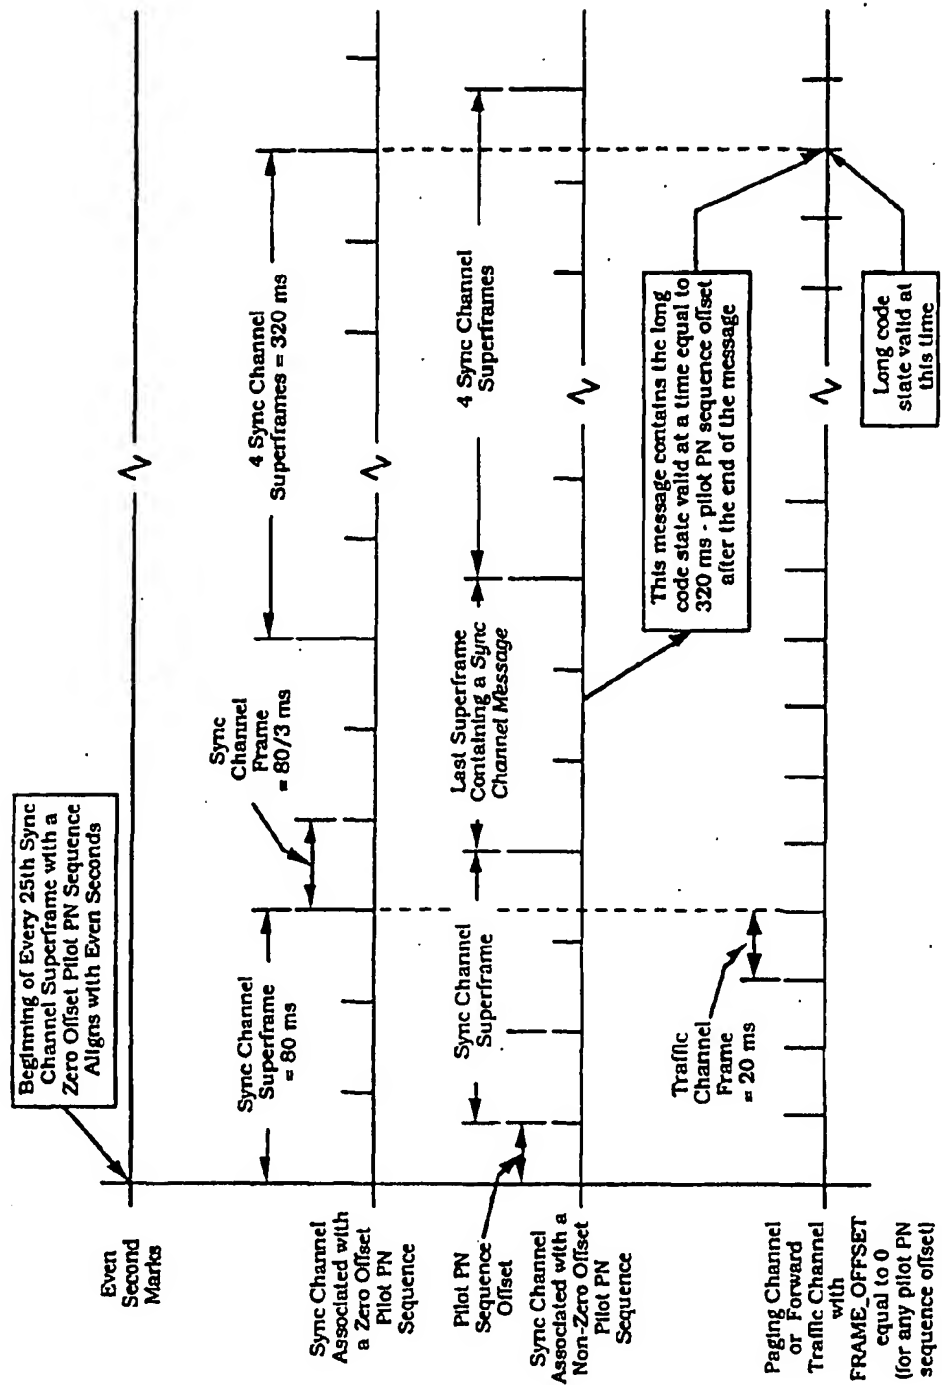 Beginning of Every 25th Sync
Channel Superframe with a
Zero Offset Pilot PN Sequence
Aligns with Even Seconds
Even
Second
Marks
Sync Channel
Superframe
= 80 ms
Sync
Channel
Frame
= 80/3 ms
4 Sync Channel
Superframes = 320 ms
Sync Channel
Associated with
a Zero Offset
Pilot PN
Sequence
Pilot PN
Sequence
Offset
Sync Channel
Superframe
Last Superframe
Containing a Sync
Channel Message
4 Sync Channel
Superframes
Sync Channel
Associated with a
Non-Zero Offset
Pilot PN
Sequence
This message contains the long
code state valid at a time equal to
320 ms - pilot PN sequence offset
after the end of the message
Traffic
Channel
Frame
= 20 ms
Paging Channel
or Forward
Traffic Channel
with
FRAME_OFFSET
equal to 0
(for any pilot PN
sequence offset)
Long code
state valid at
this time